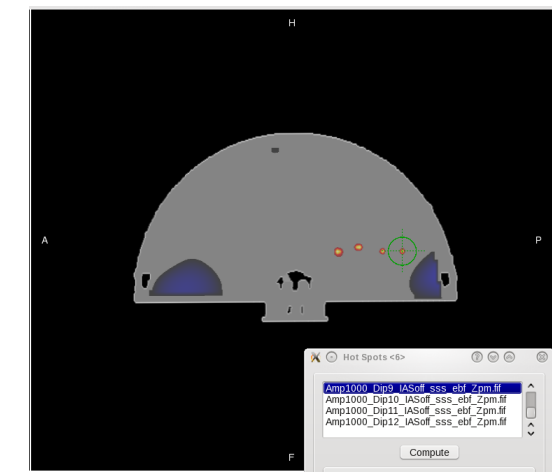 H
A
P
F
Hot Spots <6>
Amp1000_Dip9_IASoff_sss_ebf_Zpm.fif
Amp1000_Dip10_IASoff_sss_ebf_Zpm.fif
Amp1000_Dip11_IASoff_sss_ebf_Zpm.fif
Amp1000_Dip12_IASoff_sss_ebf_Zpm.fif
Compute